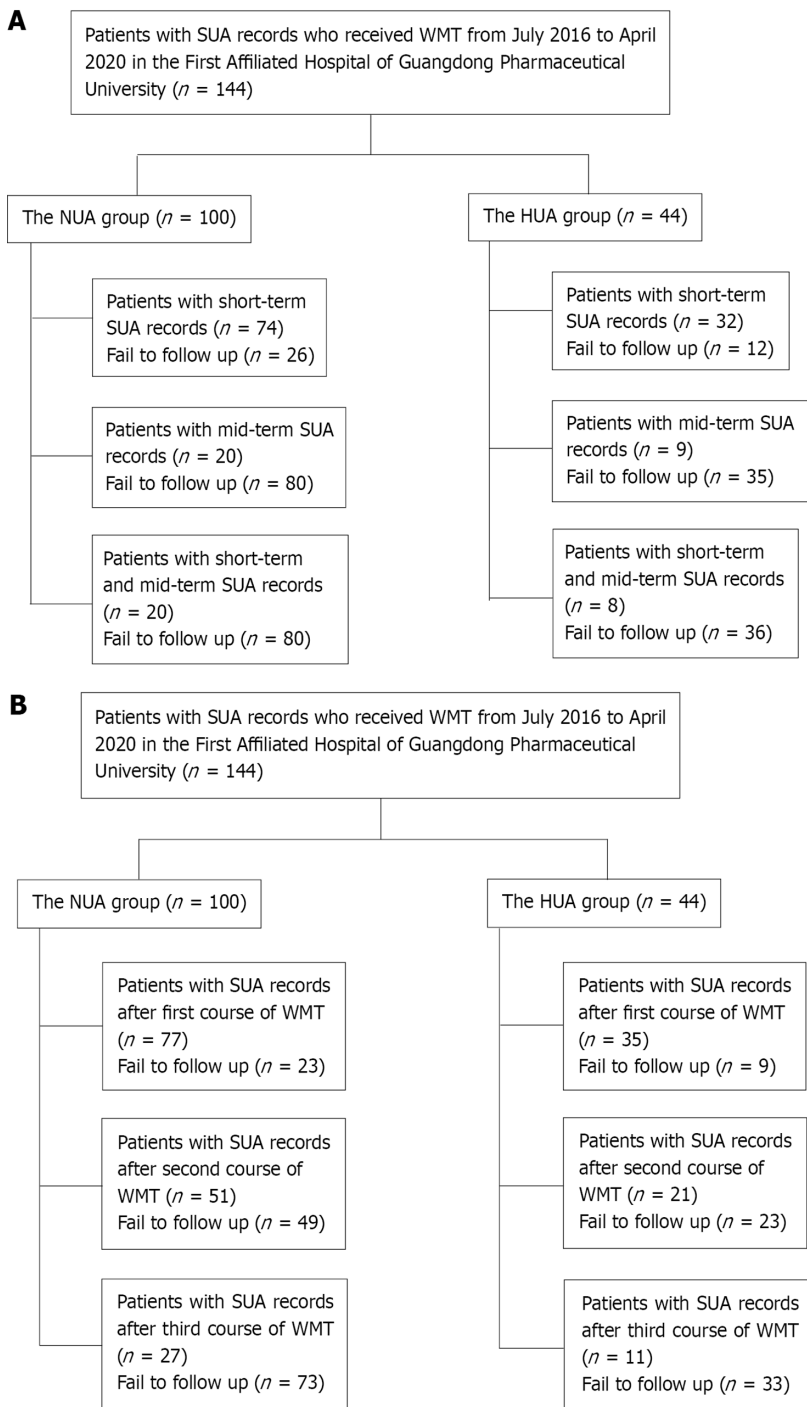 A
Patients with SUA records who received WMT from July 2016 to April
2020 in the First Affiliated Hospital of Guangdong Pharmaceutical
University (n = 144)
The NUA group (n = 100)
Patients with short-term
SUA records (n = 74)
Fail to follow up (n = 26)
Patients with mid-term SUA
records (n = 20)
Fail to follow up (n = 80)
Patients with short-term
and mid-term SUA records
(n = 20)
Fail to follow up (n = 80)
The HUA group (n = 44)
Patients with short-term
SUA records (n = 32)
Fail to follow up (n = 12)
Patients with mid-term SUA
records (n = 9)
Fail to follow up (n = 35)
Patients with short-term
and mid-term SUA records
(n = 8)
Fail to follow up (n = 36)
B
Patients with SUA records who received WMT from July 2016 to April
2020 in the First Affiliated Hospital of Guangdong Pharmaceutical
University (n = 144)
The NUA group (n = 100)
Patients with SUA records
after first course of WMT
(n = 77)
Fail to follow up (n = 23)
Patients with SUA records
after second course of
WMT (n = 51)
Fail to follow up (n = 49)
Patients with SUA records
after third course of WMT
(n = 27)
Fail to follow up (n = 73)
The HUA group (n = 44)
Patients with SUA records
after first course of WMT
(n = 35)
Fail to follow up (n = 9)
Patients with SUA records
after second course of
WMT (n = 21)
Fail to follow up (n = 23)
Patients with SUA records
after third course of WMT
(n = 11)
Fail to follow up (n = 33)